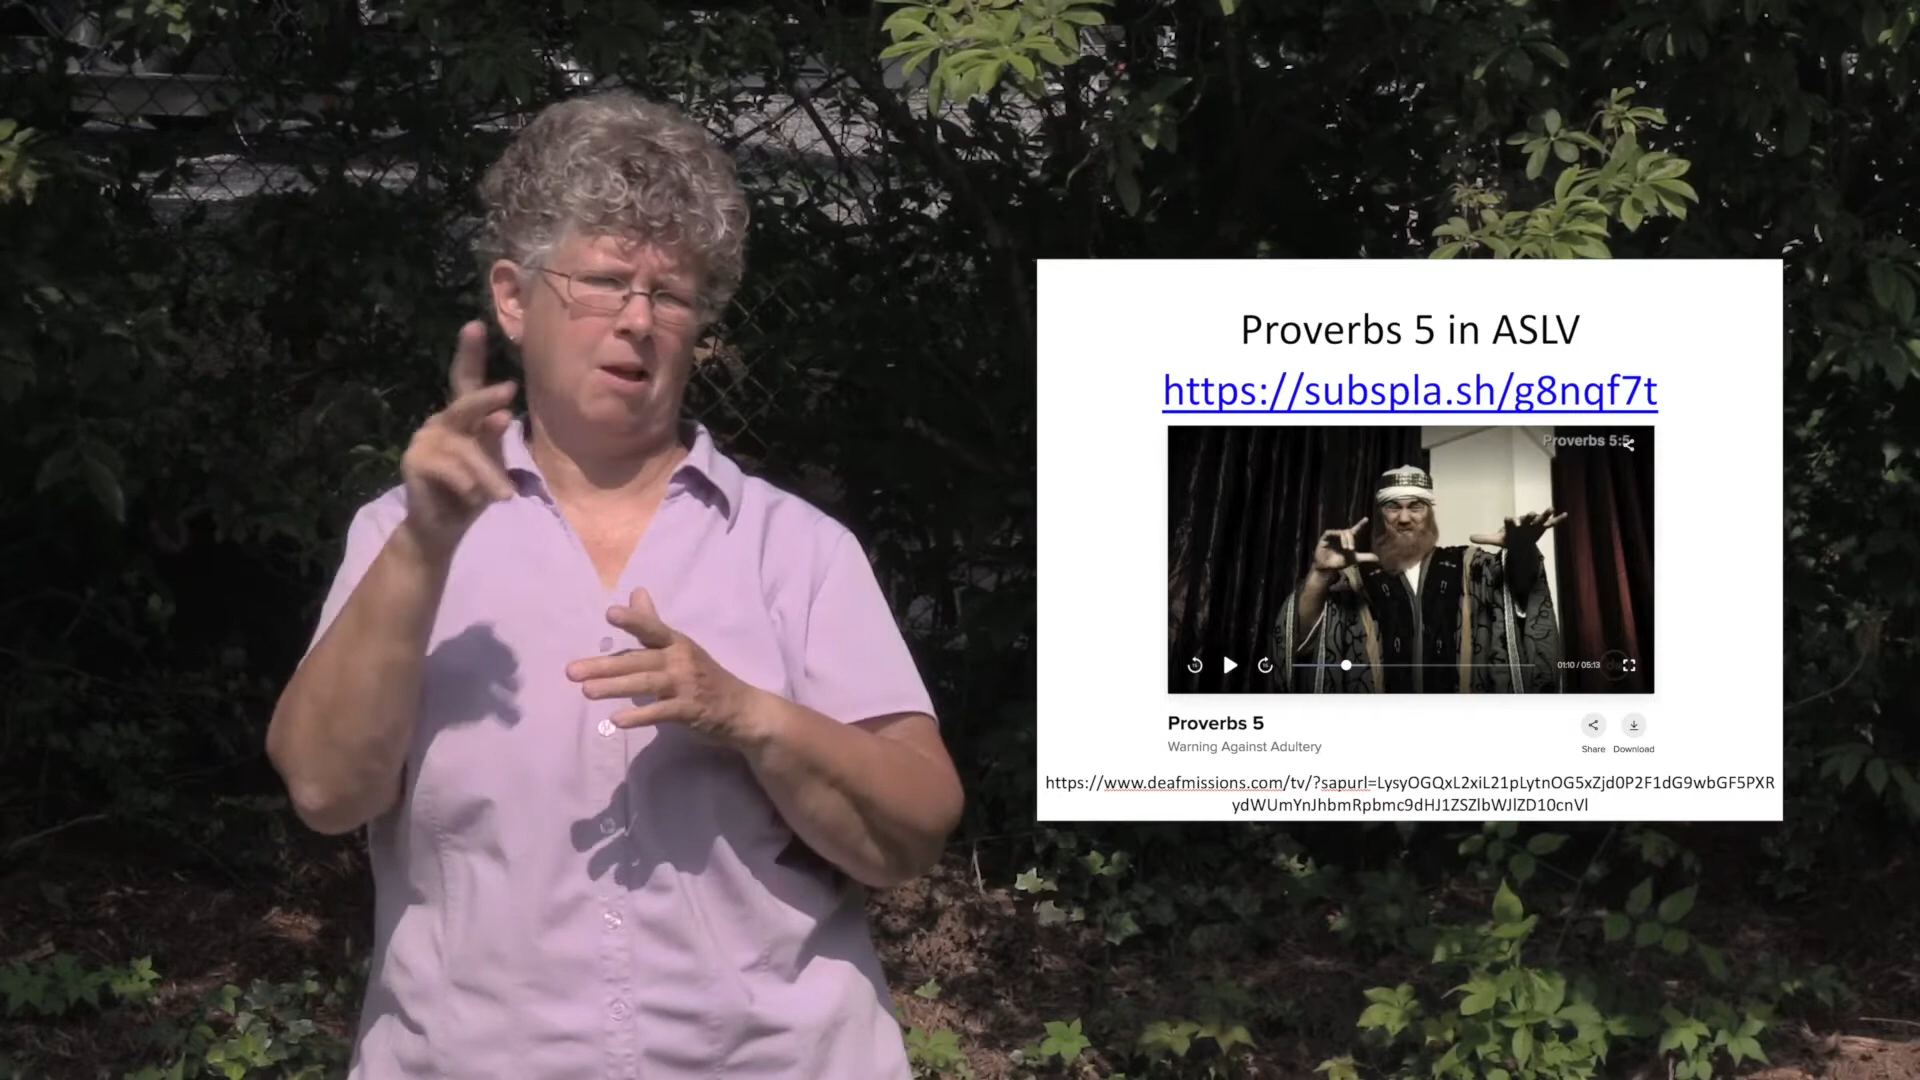 Proverbs 5 in ASLV
https://subspla.sh/g8nqf7t
Proverbs 5:5
01:10 / 05:13
Proverbs 5
Warning Against Adultery
Share Download
https://www.deafmissions.com/tv/?sapurl=LysyOGQxL2xiL21pLytnOG5xZjd0P2F1dG9wbGF5PXR
ydWUmYnJhbmRpbmc9dHJ1ZSZlbWJlZD10cnVl